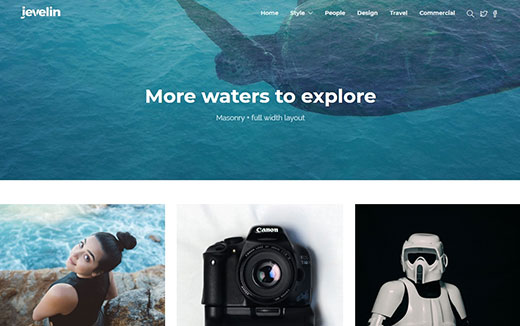 jevelin
Home Style People Design Travel Commercial
More waters to explore
Masonry + full width layout
Canon